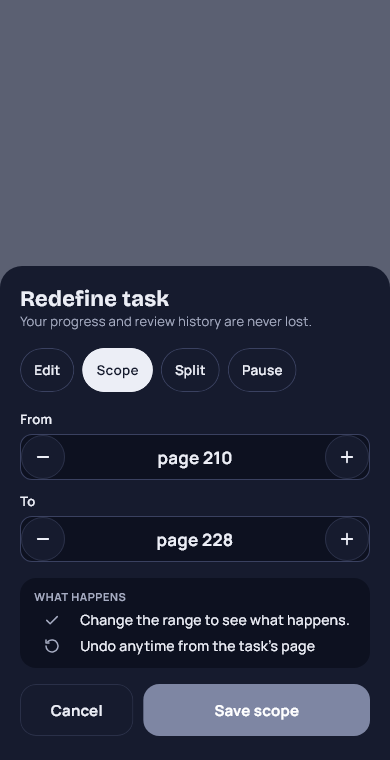 Redefine task
Your progress and review history are never lost.
Edit Scope Split Pause
From
− page 210 +
To
− page 228 +
WHAT HAPPENS
Change the range to see what happens.
Undo anytime from the task's page
Cancel Save scope